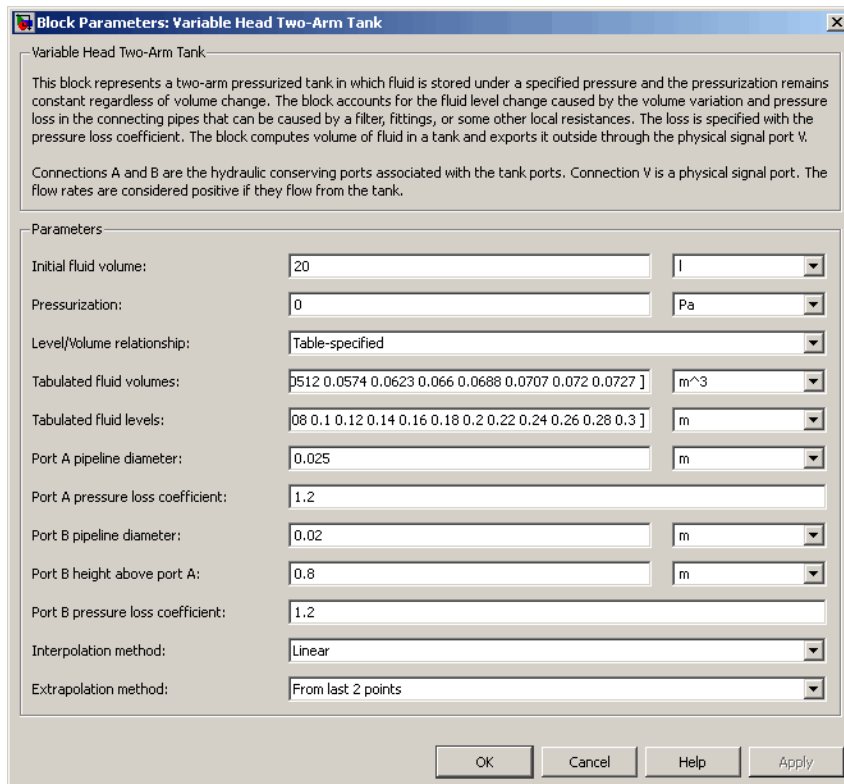 Block Parameters: Variable Head Two-Arm Tank
Variable Head Two-Arm Tank
This block represents a two-arm pressurized tank in which fluid is stored under a specified pressure and the pressurization remains
constant regardless of volume change. The block accounts for the fluid level change caused by the volume variation and pressure
loss in the connecting pipes that can be caused by a filter, fittings, or some other local resistances. The loss is specified with the
pressure loss coefficient. The block computes volume of fluid in a tank and exports it outside through the physical signal port V.
Connections A and B are the hydraulic conserving ports associated with the tank ports. Connection V is a physical signal port. The
flow rates are considered positive if they flow from the tank.
Parameters
Initial fluid volume: 20 l
Pressurization: 0 Pa
Level/Volume relationship: Table-specified
Tabulated fluid volumes: 0512 0.0574 0.0623 0.066 0.0688 0.0707 0.072 0.0727 ] m^3
Tabulated fluid levels: 08 0.1 0.12 0.14 0.16 0.18 0.2 0.22 0.24 0.26 0.28 0.3 ] m
Port A pipeline diameter: 0.025 m
Port A pressure loss coefficient: 1.2
Port B pipeline diameter: 0.02 m
Port B height above port A: 0.8 m
Port B pressure loss coefficient: 1.2
Interpolation method: Linear
Extrapolation method: From last 2 points
OK Cancel Help Apply